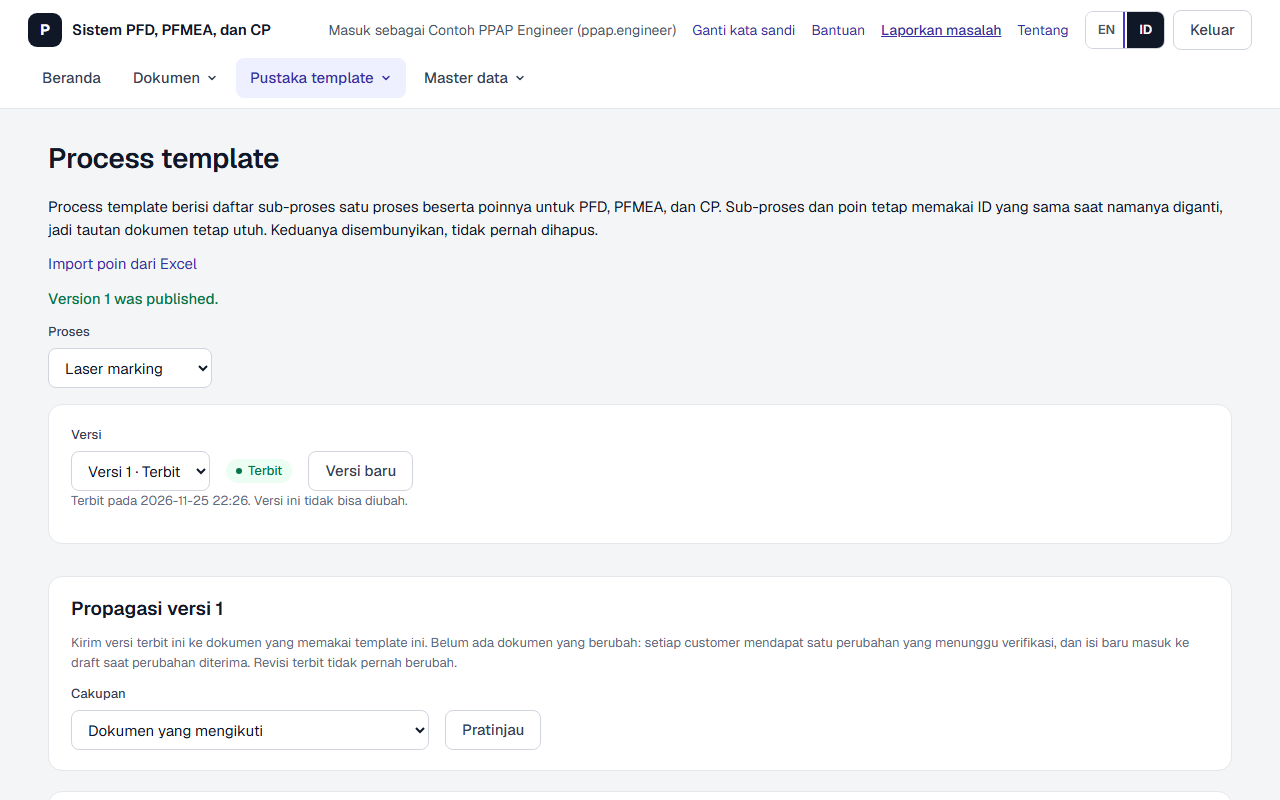 P
Sistem PFD, PFMEA, dan CP
Masuk sebagai Contoh PPAP Engineer (ppap.engineer)
Ganti kata sandi
Bantuan
Laporkan masalah
Tentang
EN
ID
Keluar
Beranda
Dokumen
Pustaka template
Master data
Process template
Process template berisi daftar sub-proses satu proses beserta poinnya untuk PFD, PFMEA, dan CP. Sub-proses dan poin tetap memakai ID yang sama saat namanya diganti,
jadi tautan dokumen tetap utuh. Keduanya disembunyikan, tidak pernah dihapus.
Import poin dari Excel
Version 1 was published.
Proses
Laser marking
Versi
Versi 1 · Terbit
Terbit
Versi baru
Terbit pada 2026-11-25 22:26. Versi ini tidak bisa diubah.
Propagasi versi 1
Kirim versi terbit ini ke dokumen yang memakai template ini. Belum ada dokumen yang berubah: setiap customer mendapat satu perubahan yang menunggu verifikasi, dan isi baru masuk ke
draft saat perubahan diterima. Revisi terbit tidak pernah berubah.
Cakupan
Dokumen yang mengikuti
Pratinjau